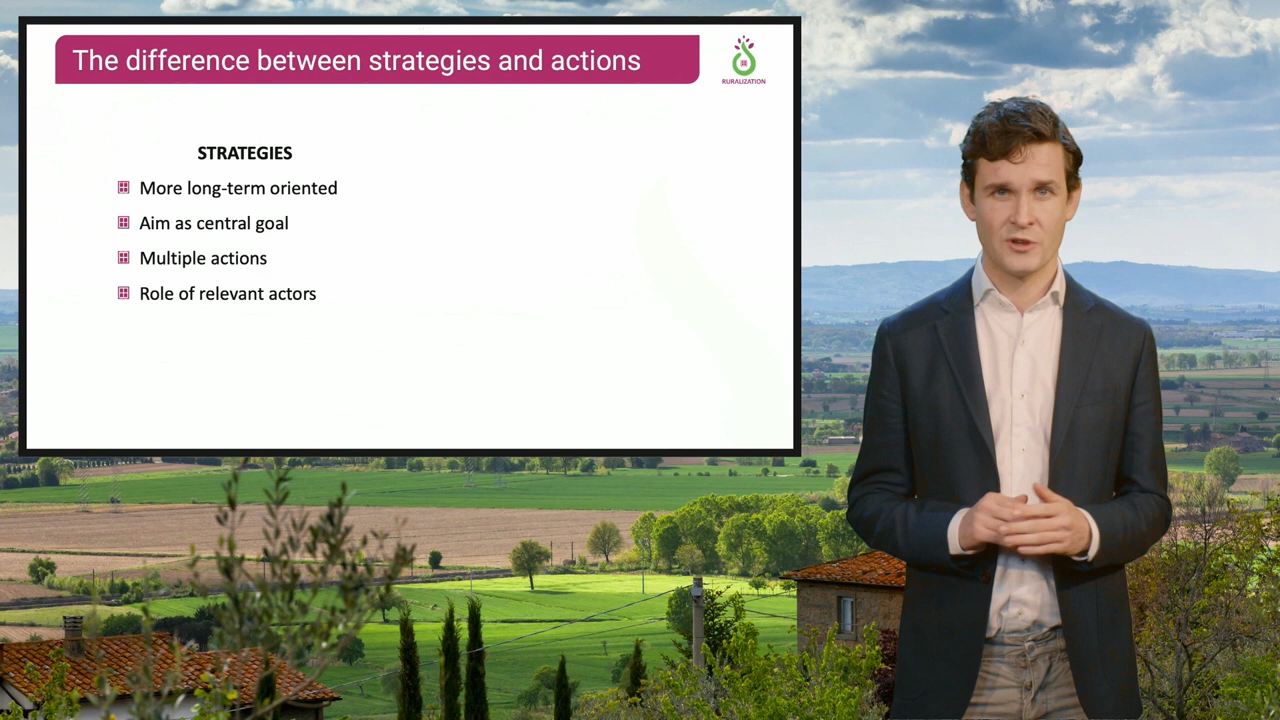 The difference between strategies and actions
RURALIZATION
STRATEGIES
More long-term oriented
Aim as central goal
Multiple actions
Role of relevant actors